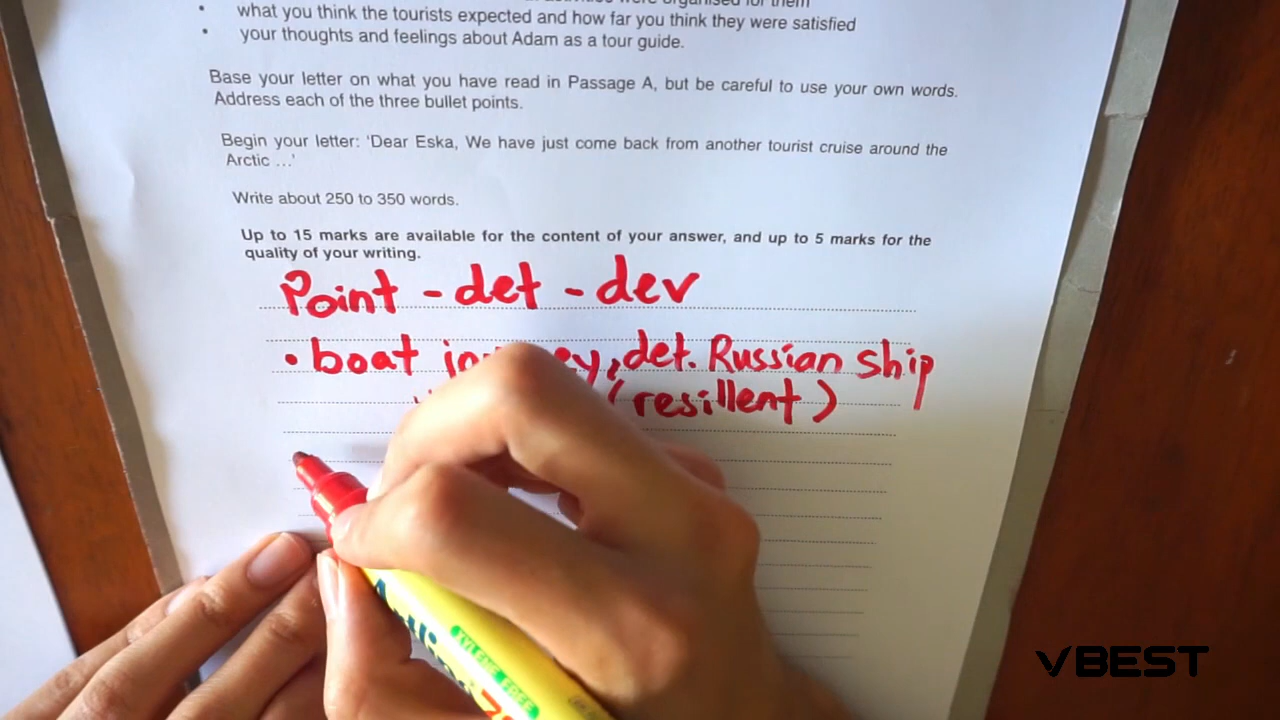 • what you think the tourists expected and how far you think they were satisfied
• your thoughts and feelings about Adam as a tour guide.
Base your letter on what you have read in Passage A, but be careful to use your own words.
Address each of the three bullet points.
Begin your letter: 'Dear Eska, We have just come back from another tourist cruise around the
Arctic ...'
Write about 250 to 350 words.
Up to 15 marks are available for the content of your answer, and up to 5 marks for the
quality of your writing.
Point - det - dev
• boat det. Russian ship
(resillent)
XYLENE FREE
VBEST